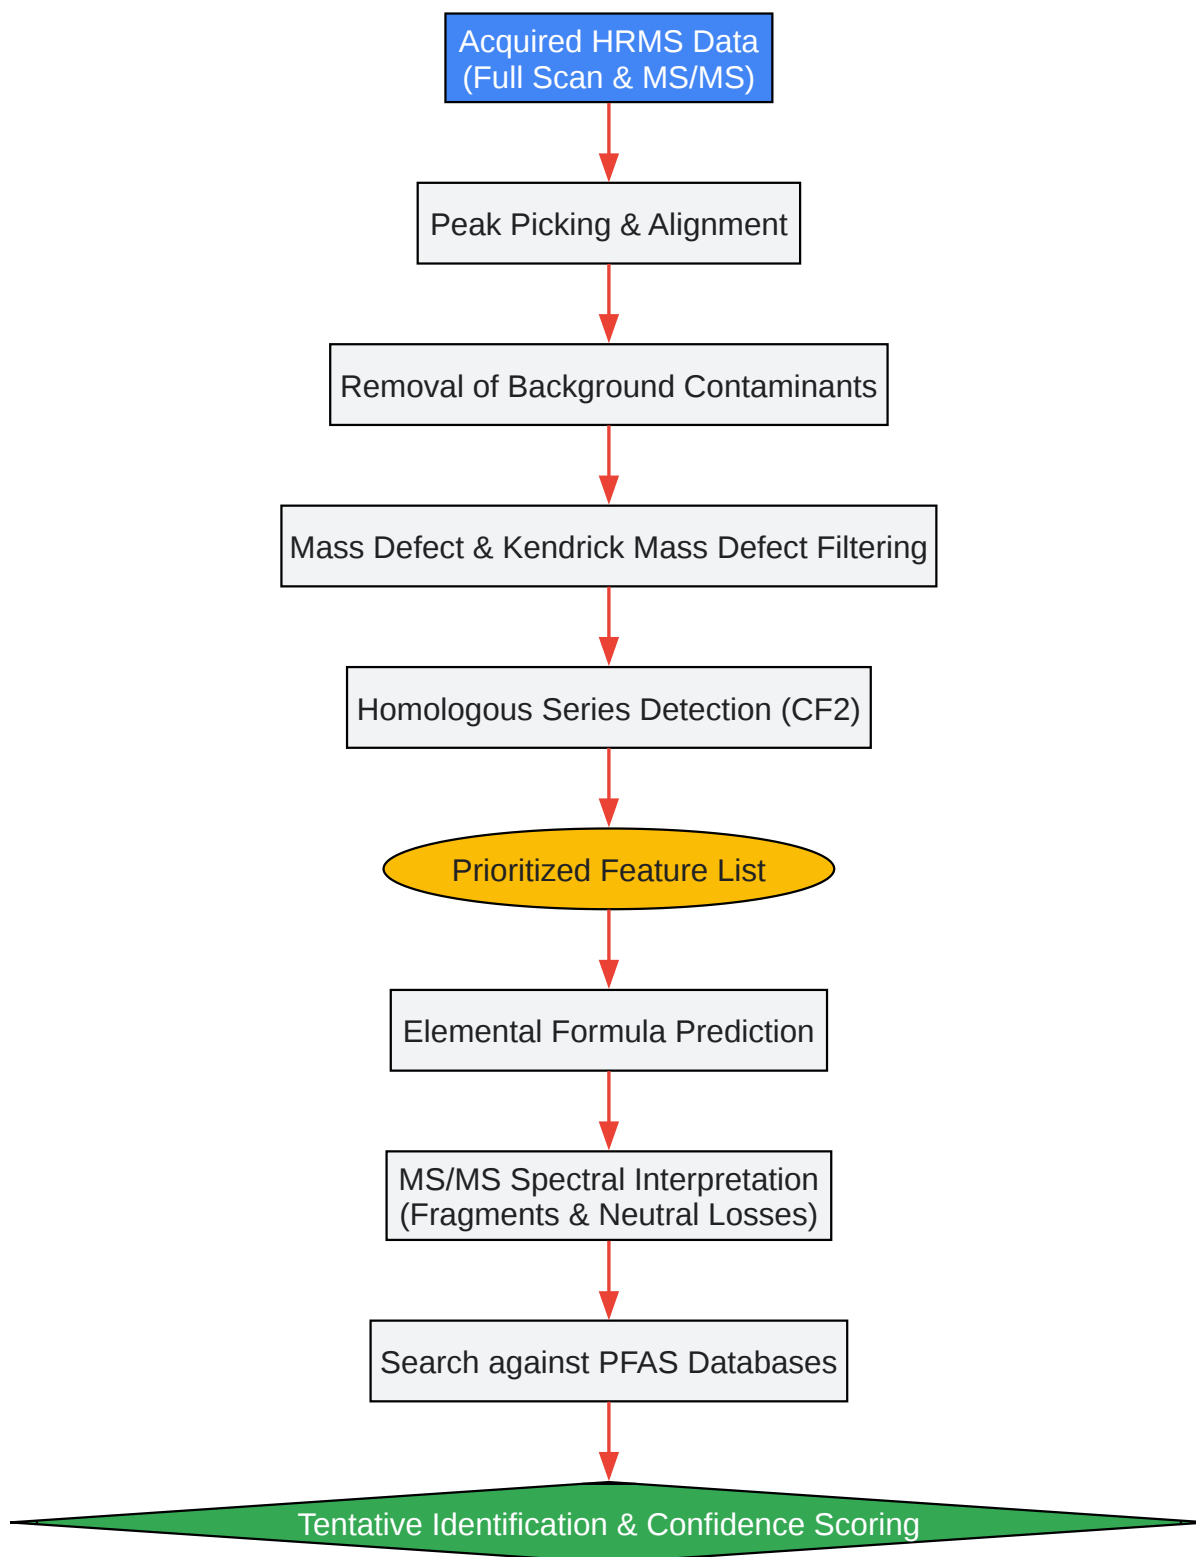 Acquired HRMS Data
(Full Scan & MS/MS)
Peak Picking & Alignment
Removal of Background Contaminants
Mass Defect & Kendrick Mass Defect Filtering
Homologous Series Detection (CF2)
Prioritized Feature List
Elemental Formula Prediction
MS/MS Spectral Interpretation
(Fragments & Neutral Losses)
Search against PFAS Databases
Tentative Identification & Confidence Scoring